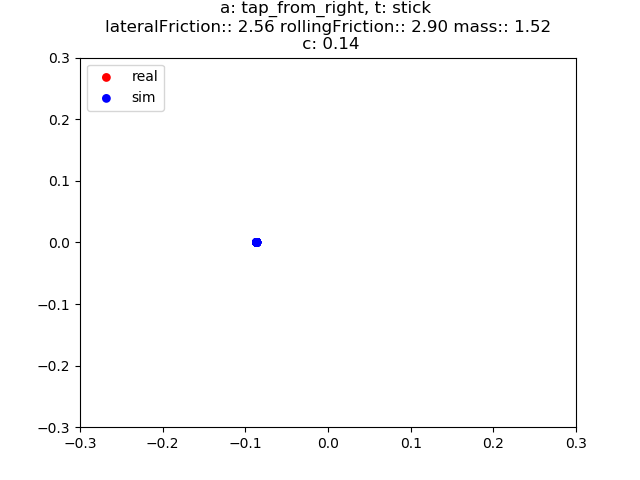 a: tap_from_right, t: stick
lateralFriction:: 2.56 rollingFriction:: 2.90 mass:: 1.52
c: 0.14
real
sim
0.3
0.2
0.1
0.0
−0.1
−0.2
−0.3
−0.3 −0.2 −0.1 0.0 0.1 0.2 0.3